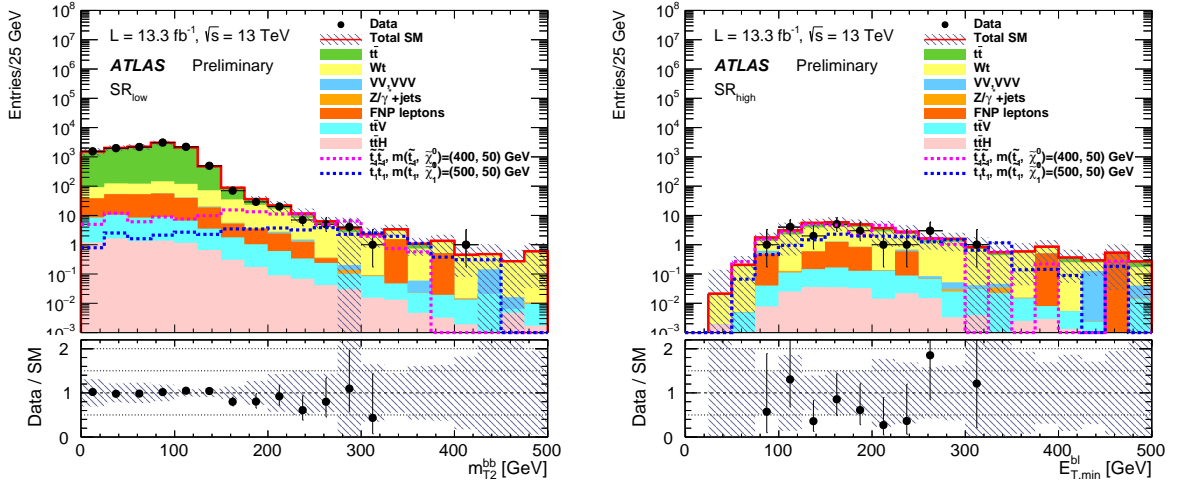 Entries/25 GeV
10⁸
10⁷
10⁶
10⁵
10⁴
10³
10²
10
1
10⁻¹
10⁻²
10⁻³
L = 13.3 fb⁻¹, √s = 13 TeV
ATLAS Preliminary
SR_low
Data
Total SM
tt̄
Wt
VV,VVV
Z/γ*+jets
FNP leptons
tt̄V
tt̄H
t̃₁t̃₁, m(t̃₁, χ̃₁⁰)=(400, 50) GeV
t̃₁t̃₁, m(t̃₁, χ̃₁⁰)=(500, 50) GeV
Data / SM
2
1
0
0 100 200 300 400 500
m_T2^bb [GeV]
Entries/25 GeV
10⁸
10⁷
10⁶
10⁵
10⁴
10³
10²
10
1
10⁻¹
10⁻²
10⁻³
L = 13.3 fb⁻¹, √s = 13 TeV
ATLAS Preliminary
SR_high
Data
Total SM
tt̄
Wt
VV,VVV
Z/γ*+jets
FNP leptons
tt̄V
tt̄H
t̃₁t̃₁, m(t̃₁, χ̃₁⁰)=(400, 50) GeV
t̃₁t̃₁, m(t̃₁, χ̃₁⁰)=(500, 50) GeV
Data / SM
2
1
0
0 100 200 300 400 500
E_T,min^bl [GeV]